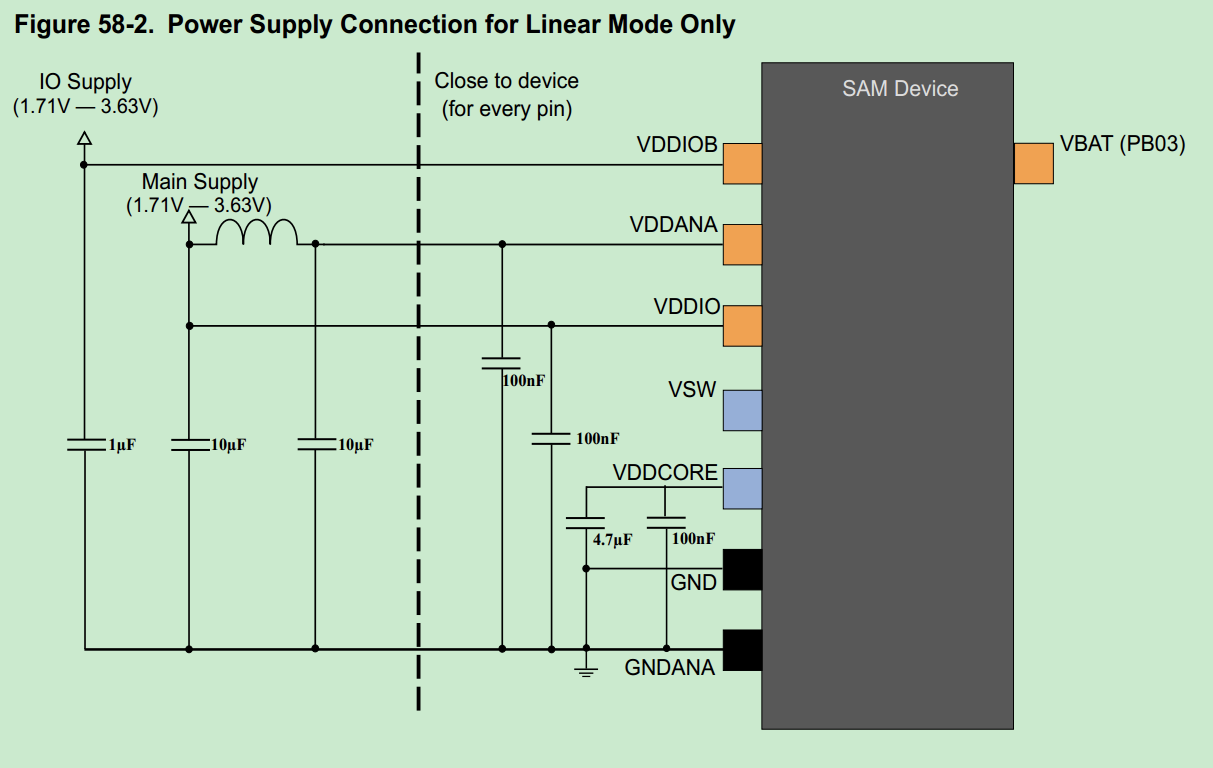 Figure 58-2. Power Supply Connection for Linear Mode Only
IO Supply
(1.71V — 3.63V)
Close to device
(for every pin)
SAM Device
VDDIOB
VBAT (PB03)
Main Supply
(1.71V — 3.63V)
VDDANA
VDDIO
100nF
VSW
1µF
10µF
10µF
100nF
VDDCORE
4.7µF
100nF
GND
GNDANA